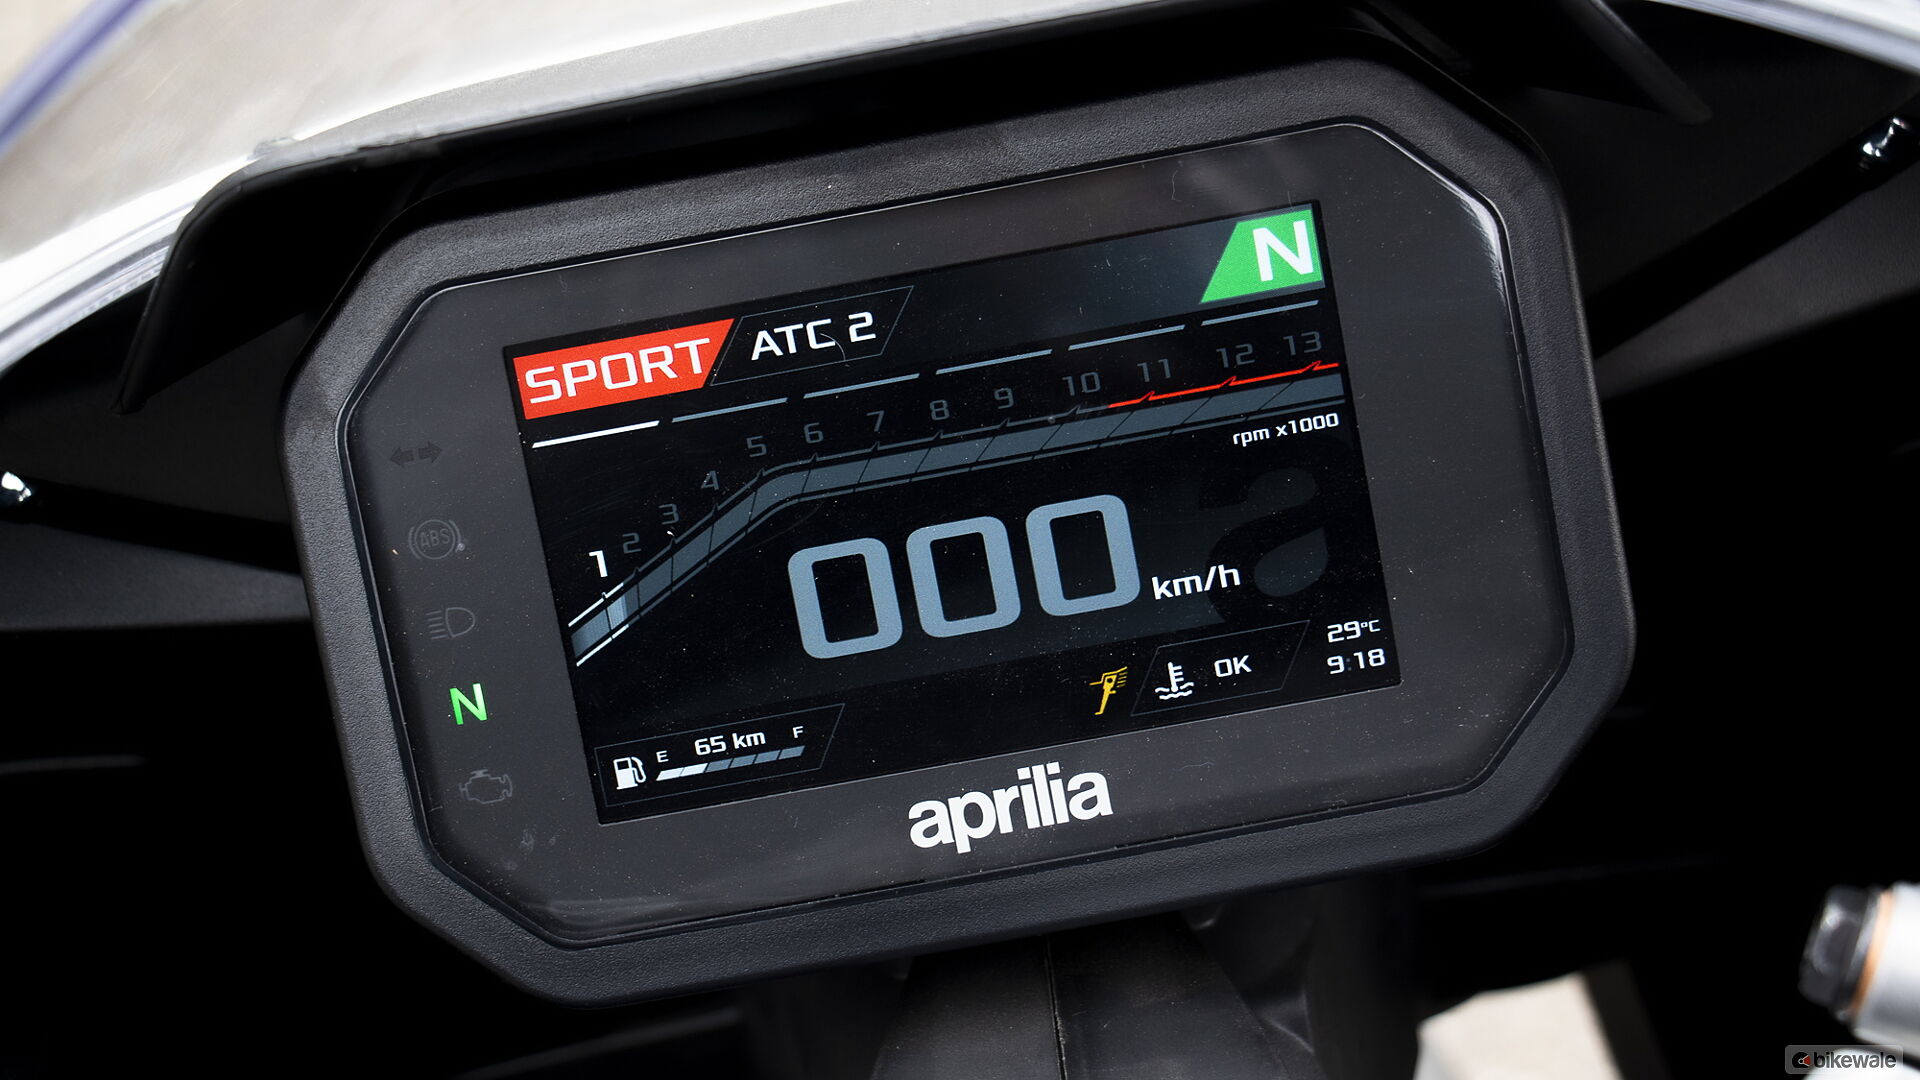 SPORT ATC 2 N
1 2 3 4 5 6 7 8 9 10 11 12 13
rpm x1000
000 km/h
ABS
N
OK
29°C
9:18
E 65 km F
aprilia
bikewale